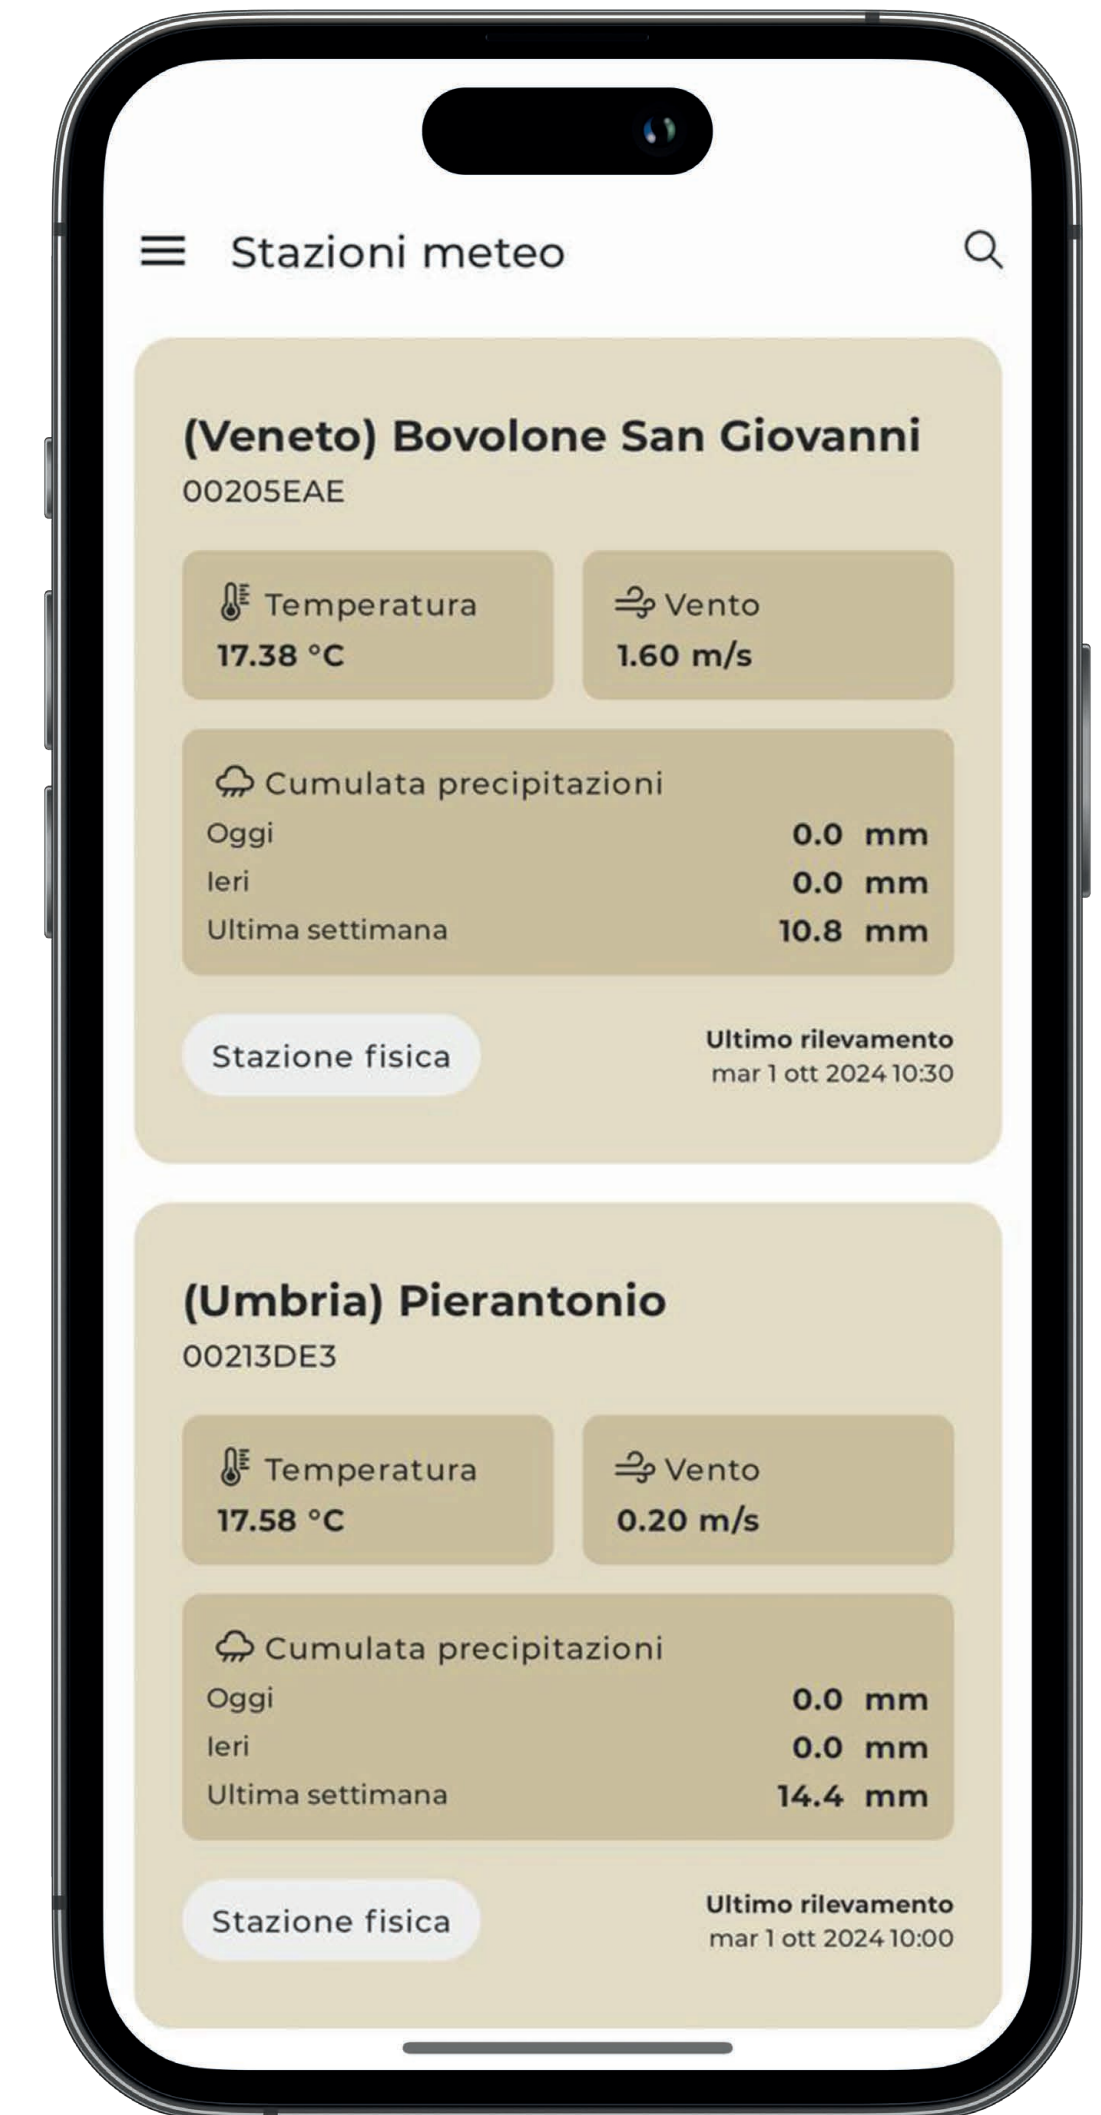 Stazioni meteo
(Veneto) Bovolone San Giovanni
00205EAE
Temperatura
17.38 °C
Vento
1.60 m/s
Cumulata precipitazioni
Oggi 0.0 mm
Ieri 0.0 mm
Ultima settimana 10.8 mm
Stazione fisica
Ultimo rilevamento
mar 1 ott 2024 10:30
(Umbria) Pierantonio
00213DE3
Temperatura
17.58 °C
Vento
0.20 m/s
Cumulata precipitazioni
Oggi 0.0 mm
Ieri 0.0 mm
Ultima settimana 14.4 mm
Stazione fisica
Ultimo rilevamento
mar 1 ott 2024 10:00